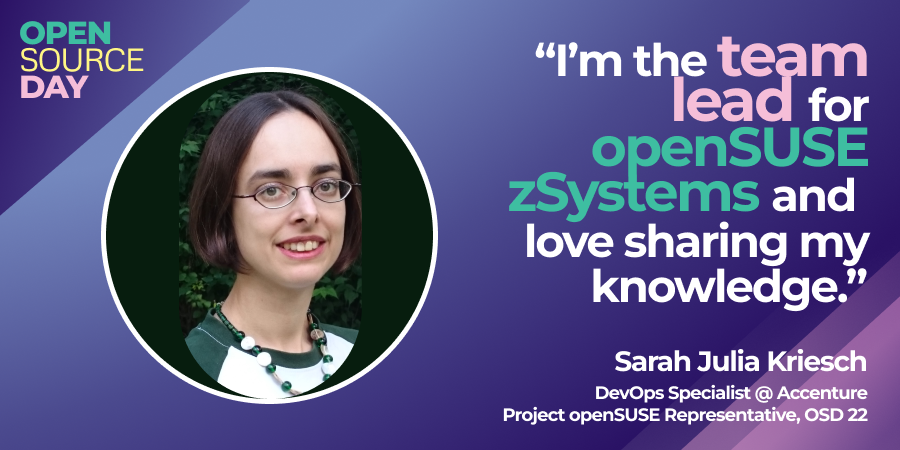 OPEN
SOURCE
DAY
“I’m the team
lead for
openSUSE
zSystems and
love sharing my
knowledge.”
Sarah Julia Kriesch
DevOps Specialist @ Accenture
Project openSUSE Representative, OSD 22